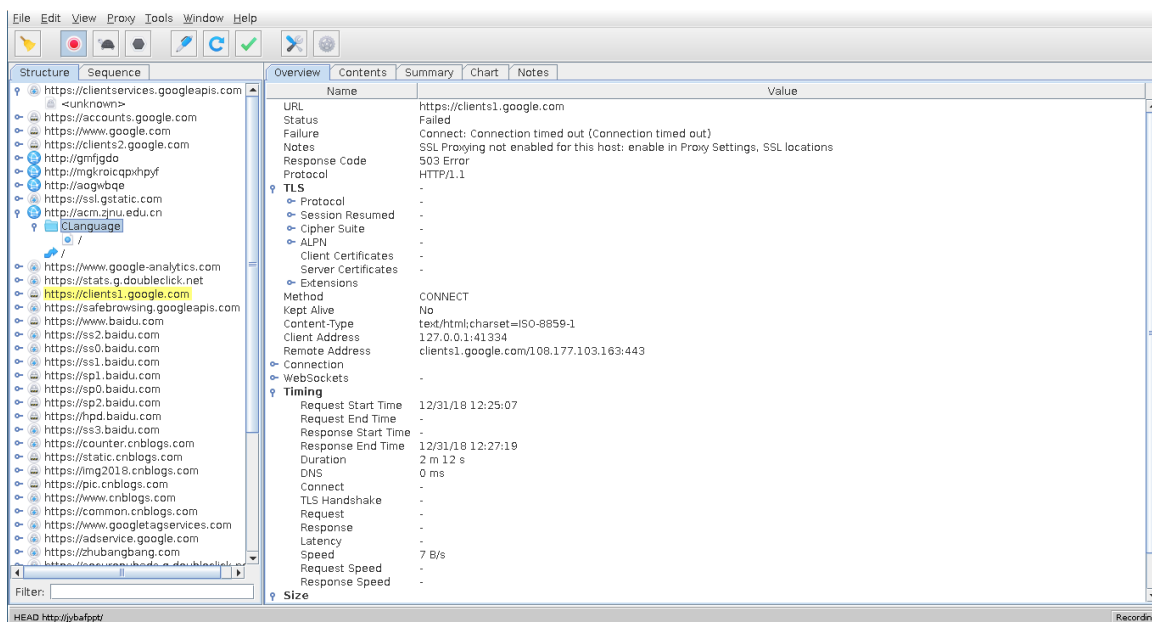 File Edit View Proxy Tools Window Help
Structure Sequence
https://clientservices.googleapis.com
<unknown>
https://accounts.google.com
https://www.google.com
https://clients2.google.com
http://gmfjgdo
http://mgkroicqpxhpyf
http://aogwbqe
https://ssl.gstatic.com
http://acm.zjnu.edu.cn
CLanguage
/
/
https://www.google-analytics.com
https://stats.g.doubleclick.net
https://clients1.google.com
https://safebrowsing.googleapis.com
https://www.baidu.com
https://ss2.baidu.com
https://ss0.baidu.com
https://ss1.baidu.com
https://sp1.baidu.com
https://sp0.baidu.com
https://sp2.baidu.com
https://hpd.baidu.com
https://ss3.baidu.com
https://counter.cnblogs.com
https://static.cnblogs.com
https://img2018.cnblogs.com
https://pic.cnblogs.com
https://www.cnblogs.com
https://common.cnblogs.com
https://www.googletagservices.com
https://adservice.google.com
https://zhubangbang.com
Filter:
Overview Contents Summary Chart Notes
Name Value
URL https://clients1.google.com
Status Failed
Failure Connect: Connection timed out (Connection timed out)
Notes SSL Proxying not enabled for this host: enable in Proxy Settings, SSL locations
Response Code 503 Error
Protocol HTTP/1.1
TLS -
Protocol -
Session Resumed -
Cipher Suite -
ALPN -
Client Certificates -
Server Certificates -
Extensions -
Method CONNECT
Kept Alive No
Content-Type text/html;charset=ISO-8859-1
Client Address 127.0.0.1:41334
Remote Address clients1.google.com/108.177.103.163:443
Connection
WebSockets -
Timing
Request Start Time 12/31/18 12:25:07
Request End Time -
Response Start Time -
Response End Time 12/31/18 12:27:19
Duration 2 m 12 s
DNS 0 ms
Connect -
TLS Handshake -
Request -
Response -
Latency -
Speed 7 B/s
Request Speed -
Response Speed -
Size
HEAD http://jybafppt/